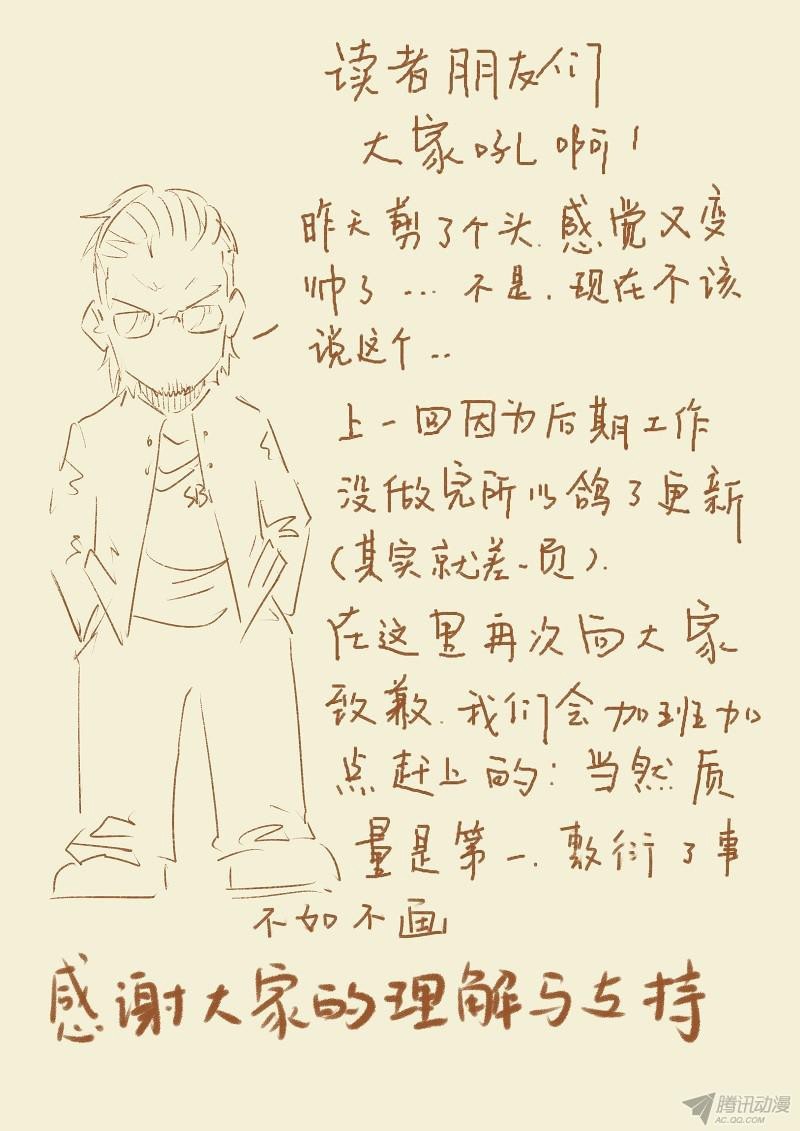 读者朋友们
大家吼啊！
昨天剪了个头.感觉又变
帅了...不是.现在不该
说这个..
上一回因为后期工作
没做完所以鸽了更新
(其实就差一页).
在这里再次向大家
致歉.我们会加班加
点赶上的:当然质
量是第一.敷衍了事
不如不画
感谢大家的理解与支持
SB
腾讯动漫
AC.QQ.COM